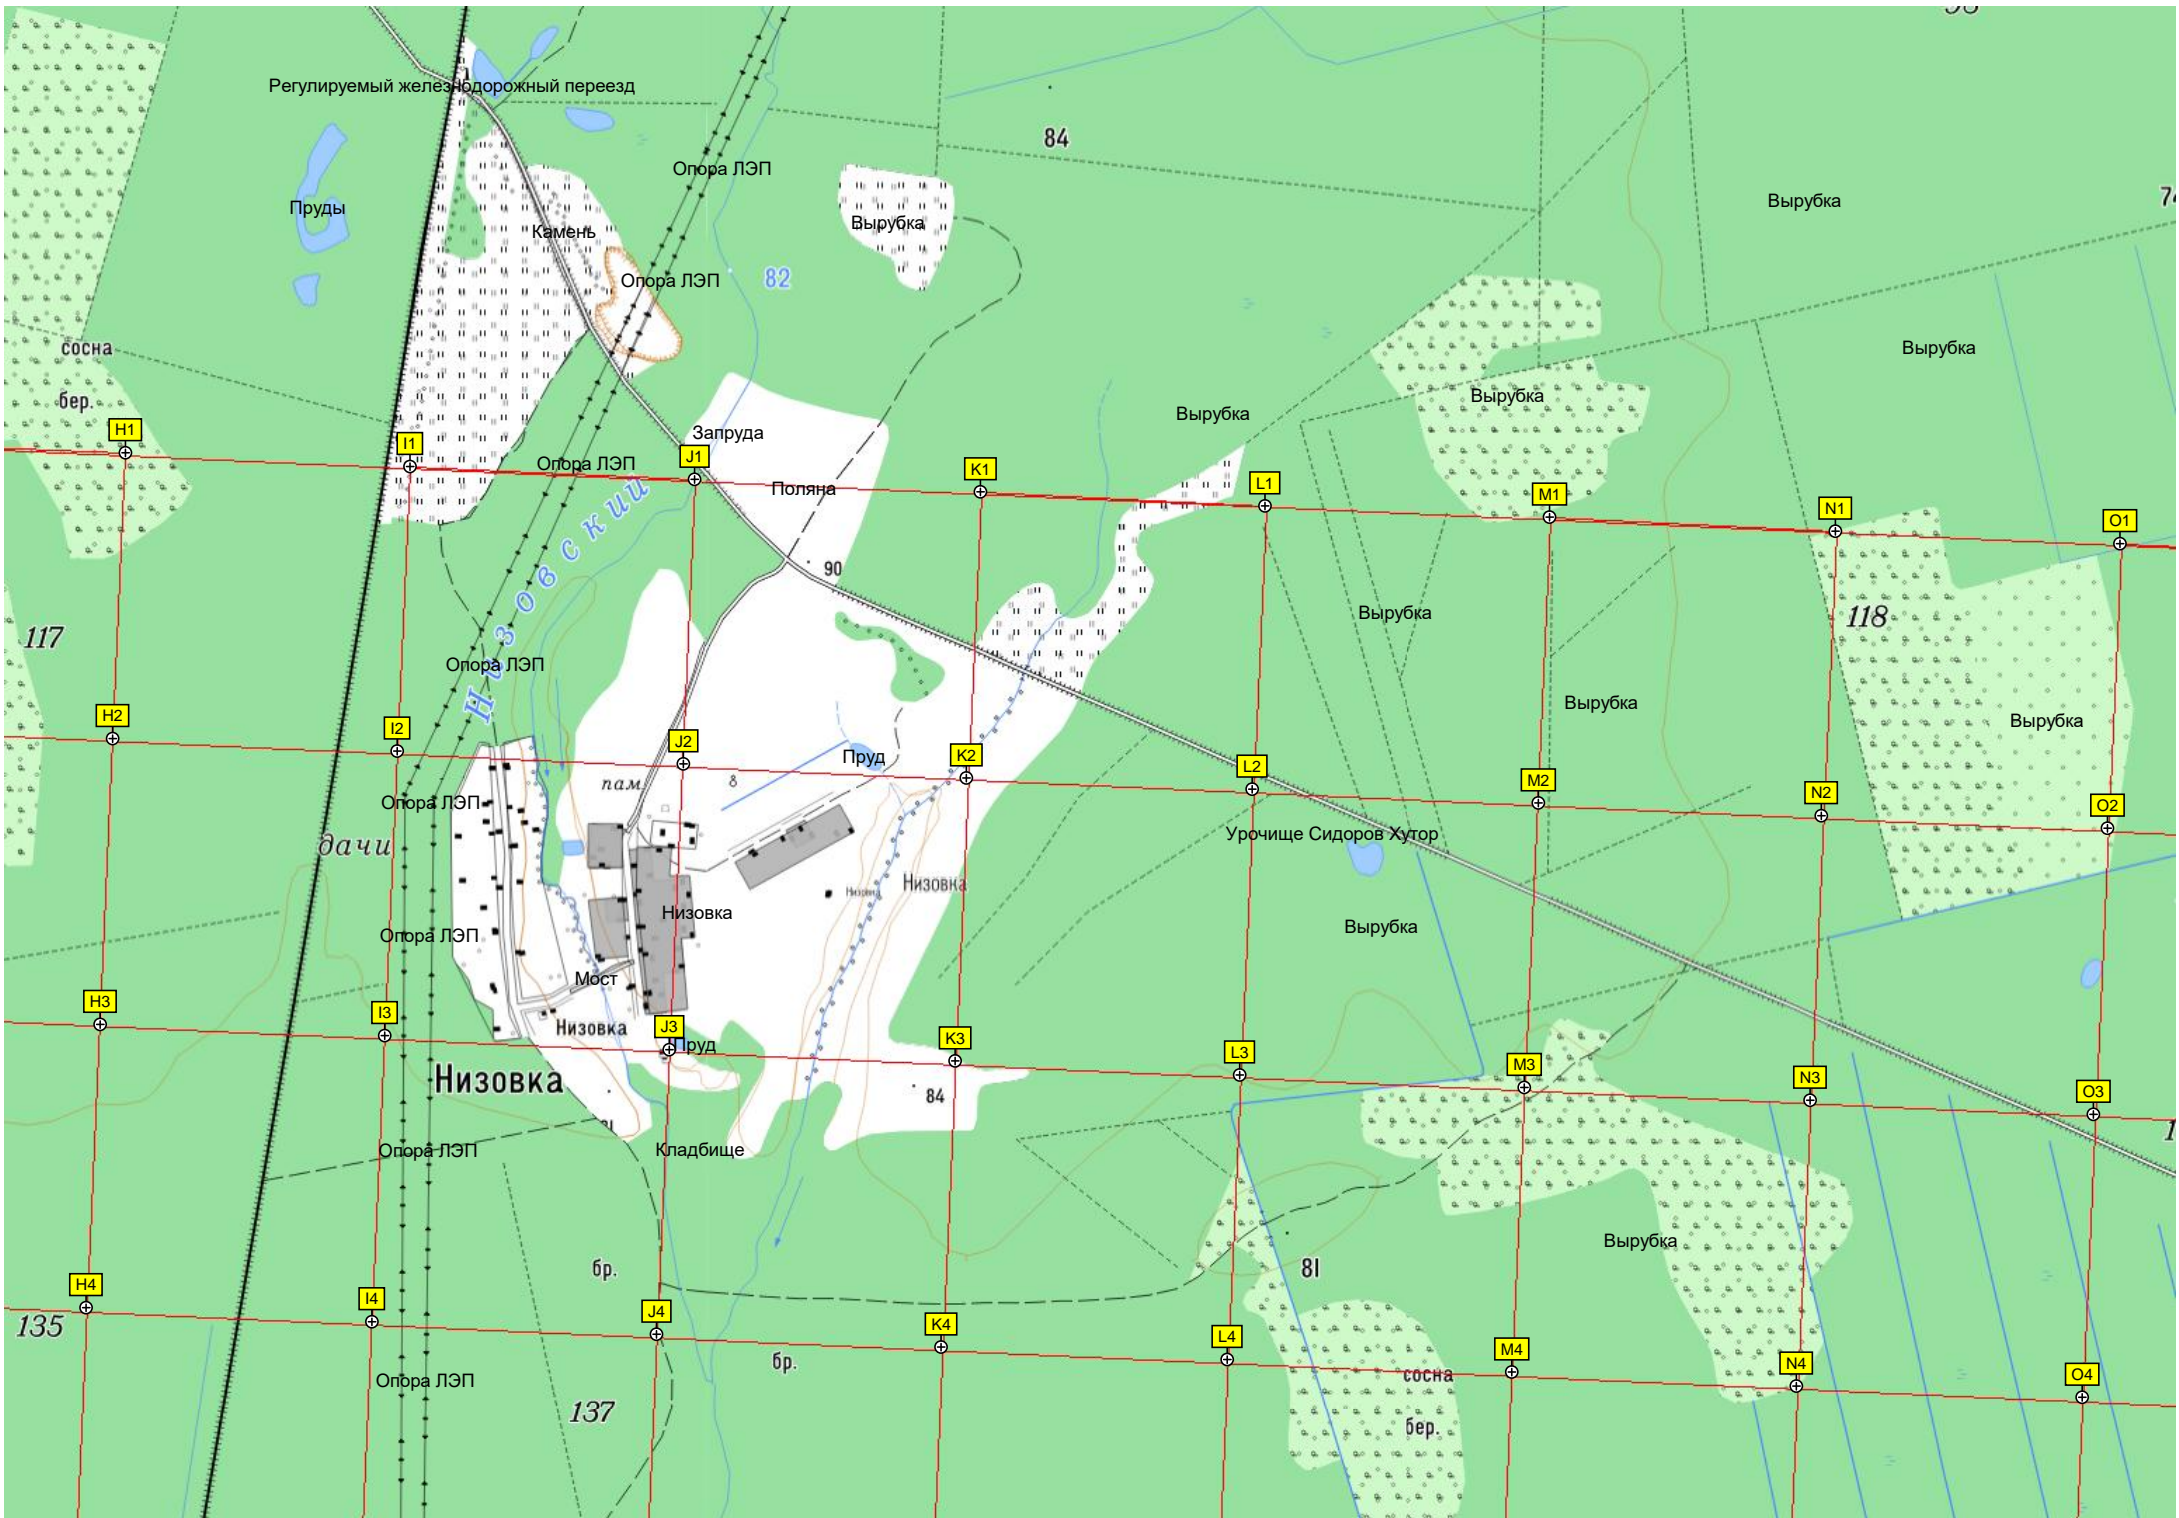 Регулируемый железнодорожный переезд
84
Опора ЛЭП
Вырубка
Пруды
Вырубка
Камень
Опора ЛЭП
82
сосна
бер.
Вырубка
Вырубка
Вырубка
H1
I1
Запруда
J1
Опора ЛЭП
Поляна
K1
L1
M1
N1
O1
Низовский
90
117
Вырубка
118
Опора ЛЭП
Вырубка
Вырубка
H2
I2
J2
Пруд
K2
L2
M2
N2
O2
пам.
8
Опора ЛЭП
дачи
Урочище Сидоров Хутор
Низовка
Низовка
Низовка
Вырубка
Опора ЛЭП
Мост
H3
I3
Низовка
J3
Пруд
K3
L3
M3
N3
O3
Низовка
84
Опора ЛЭП
Кладбище
Вырубка
бр.
81
H4
I4
J4
K4
L4
M4
N4
O4
135
бр.
сосна
бер.
Опора ЛЭП
137